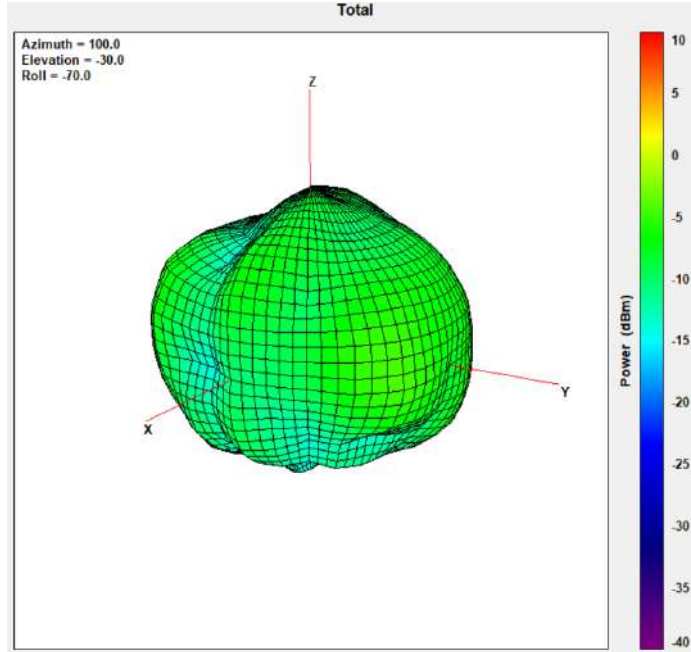 Total
Azimuth = 100.0
Elevation = -30.0
Roll = -70.0
Z
Y
X
10
5
0
-5
-10
-15
-20
-25
-30
-35
-40
Power (dBm)